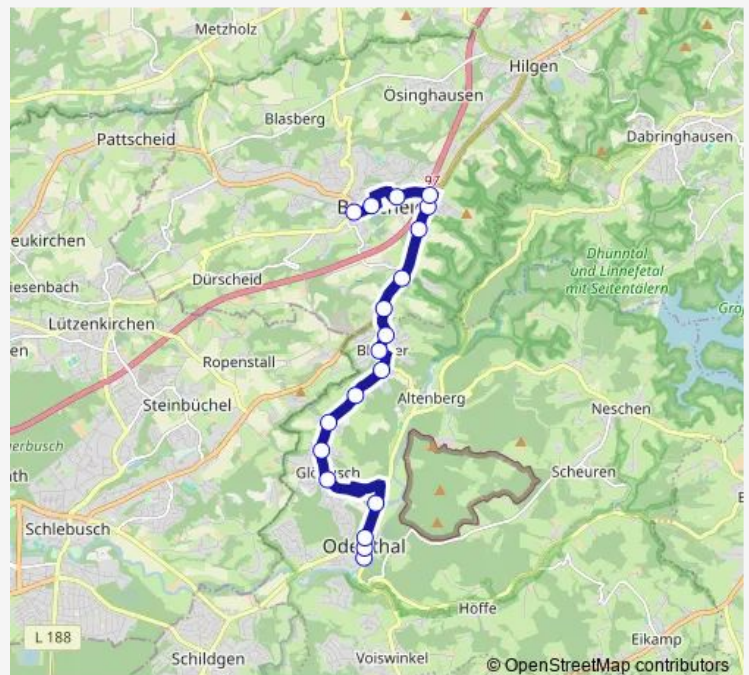 Metzholz
Hilgen
Ösinghausen
Blasberg
Pattscheid
Dabringhausen
97
eukirchen
Dhünntal
und Linnefetal
mit Seitentälern
iesenbach
Dürscheid
Lützenkirchen
en
Ropenstall
Altenberg
Steinbüchel
Neschen
erbusch
ath
Scheuren
Schlebusch
Höffe
L 188
Eikamp
Schildgen
Voiswinkel
© OpenStreetMap contributors